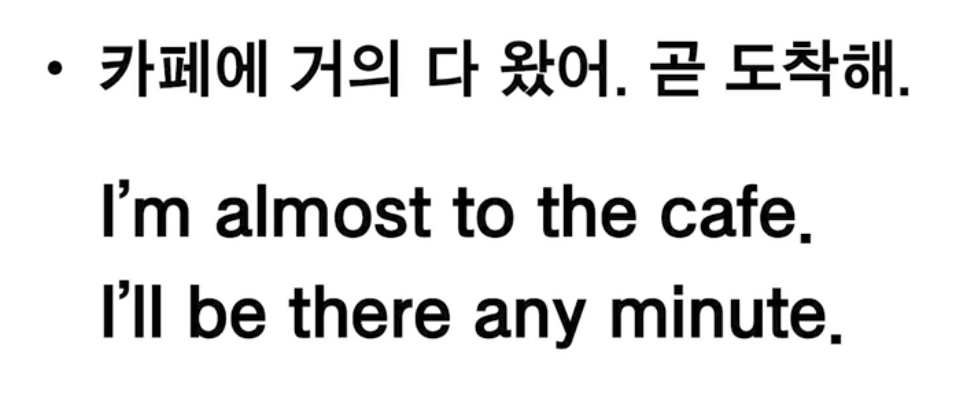 • 카페에 거의 다 왔어. 곧 도착해.
I’m almost to the cafe.
I’ll be there any minute.